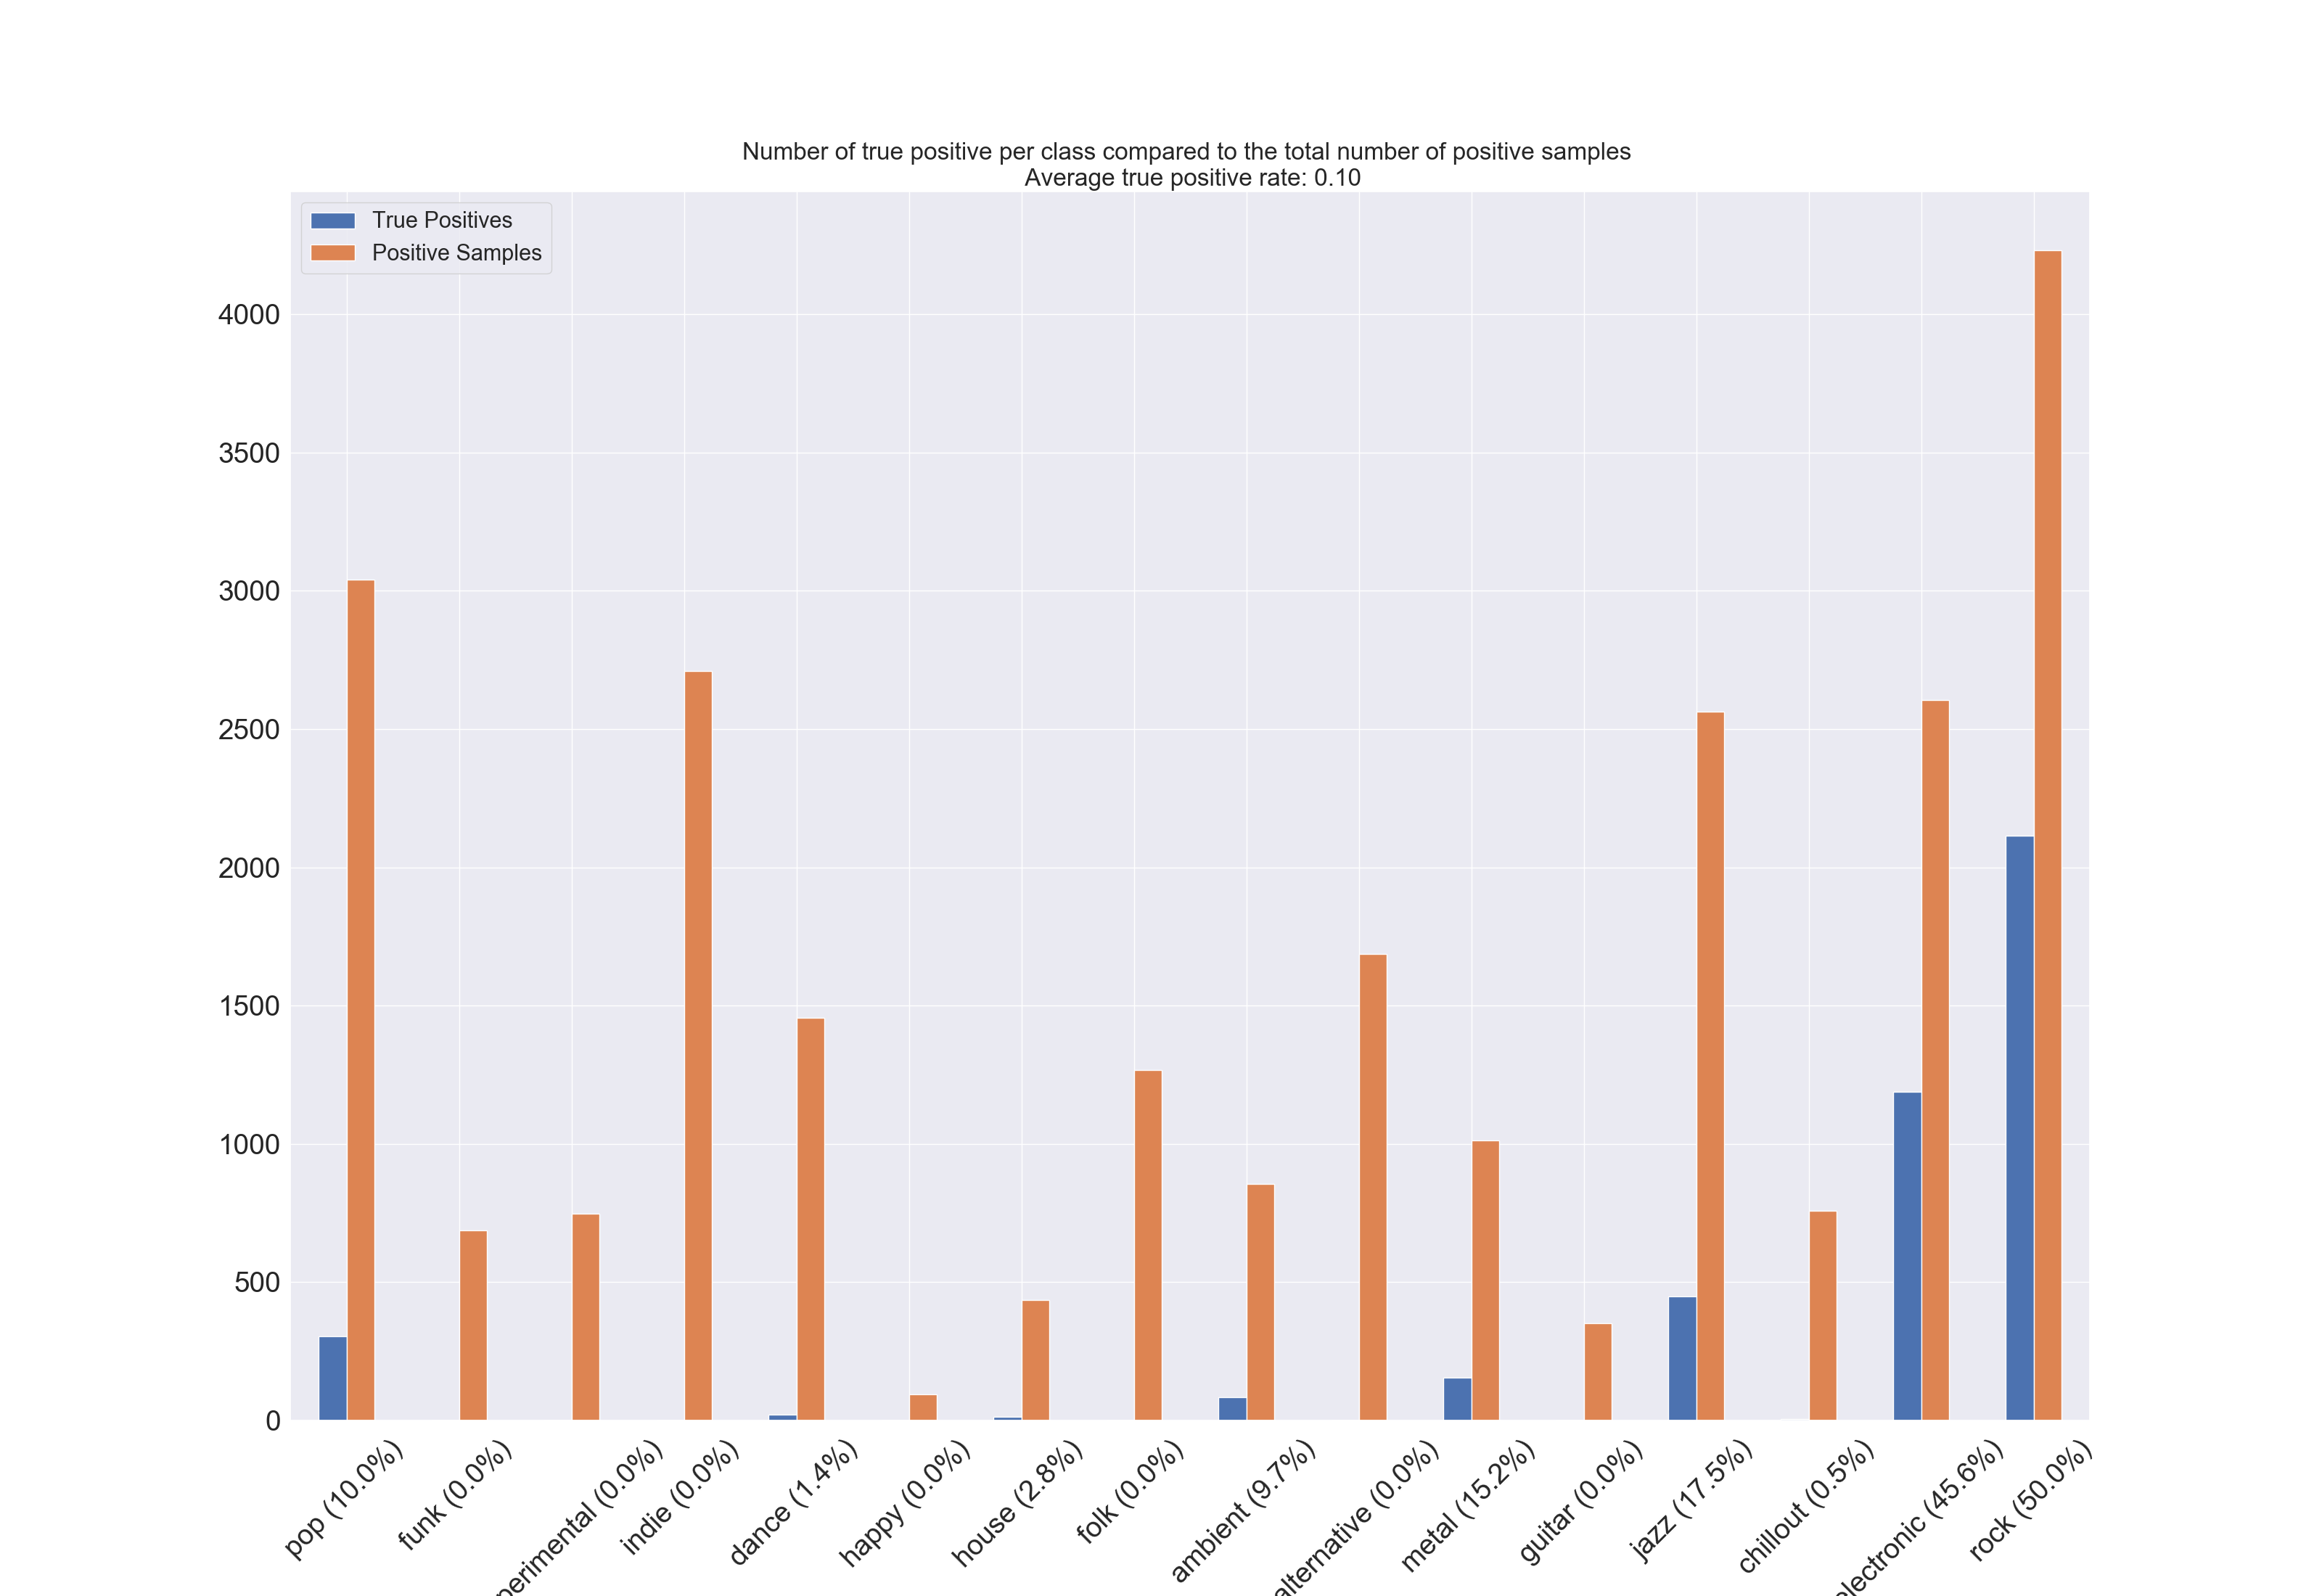 Number of true positive per class compared to the total number of positive samples
Average true positive rate: 0.10
True Positives
Positive Samples
4000
3500
3000
2500
2000
1500
1000
500
0
pop (10.0%)
funk (0.0%)
perimental (0.0%)
indie (0.0%)
dance (1.4%)
happy (0.0%)
house (2.8%)
folk (0.0%)
ambient (9.7%)
alternative (0.0%)
metal (15.2%)
guitar (0.0%)
jazz (17.5%)
chillout (0.5%)
electronic (45.6%)
rock (50.0%)